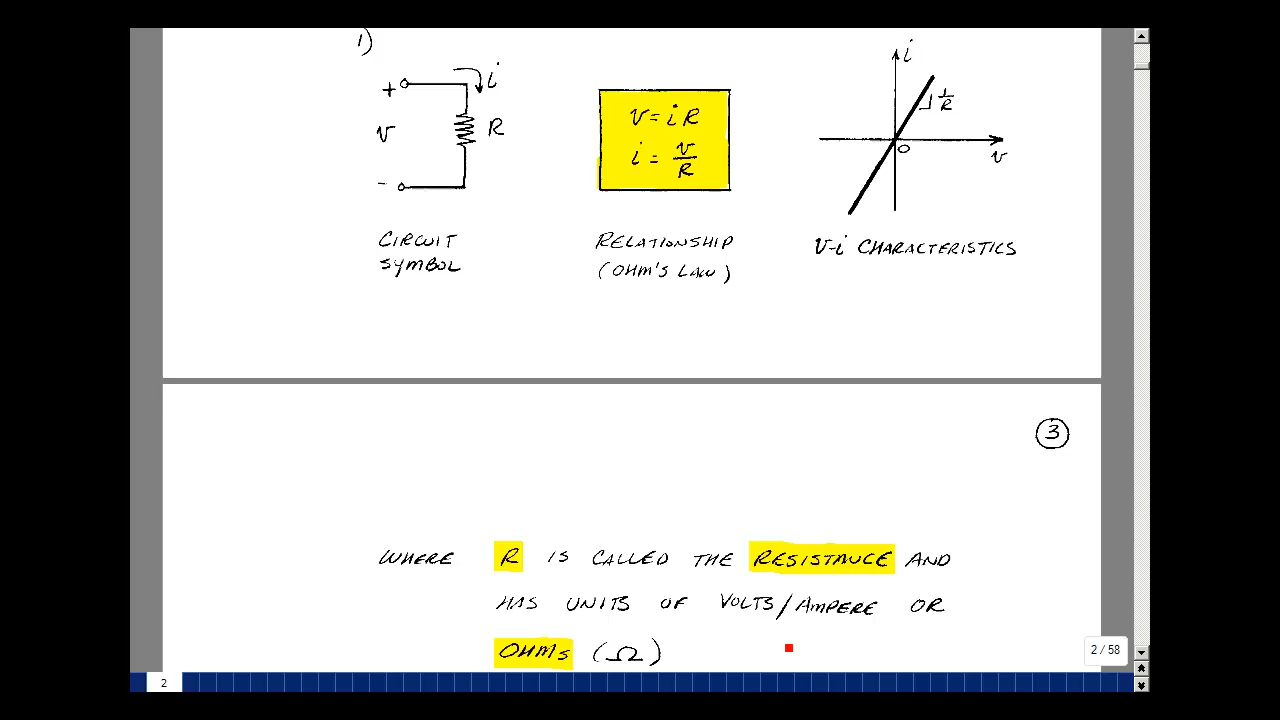 1)
+
i
v
R
-
v = iR
i = v/R
i
1/R
0
v
CIRCUIT
SYMBOL
RELATIONSHIP
(OHM'S LAW)
v-i CHARACTERISTICS
3
WHERE R IS CALLED THE RESISTANCE AND
HAS UNITS OF VOLTS/AMPERE OR
OHMS (Ω)
2 / 58
2